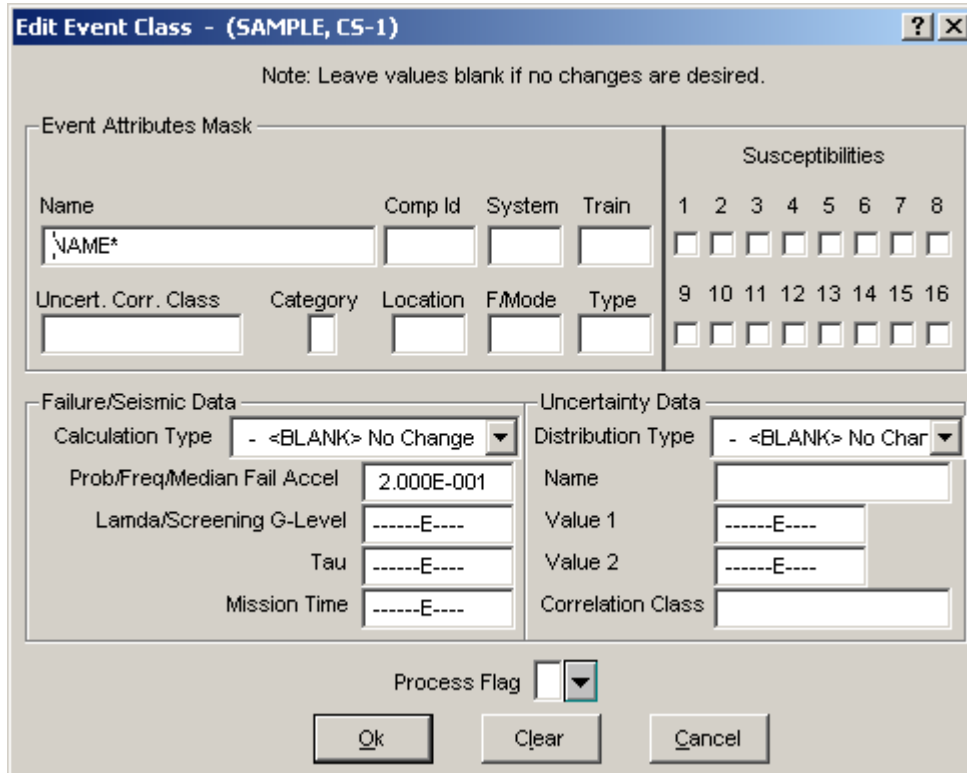 Edit Event Class - (SAMPLE, CS-1)
Note: Leave values blank if no changes are desired.
Event Attributes Mask
Susceptibilities
Name Comp Id System Train 1 2 3 4 5 6 7 8
NAME*
Uncert. Corr. Class Category Location F/Mode Type 9 10 11 12 13 14 15 16
Failure/Seismic Data Uncertainty Data
Calculation Type - <BLANK> No Change Distribution Type - <BLANK> No Char
Prob/Freq/Median Fail Accel 2.000E-001 Name
Lamda/Screening G-Level ------E---- Value 1 ------E----
Tau ------E---- Value 2 ------E----
Mission Time ------E---- Correlation Class
Process Flag
Ok Clear Cancel